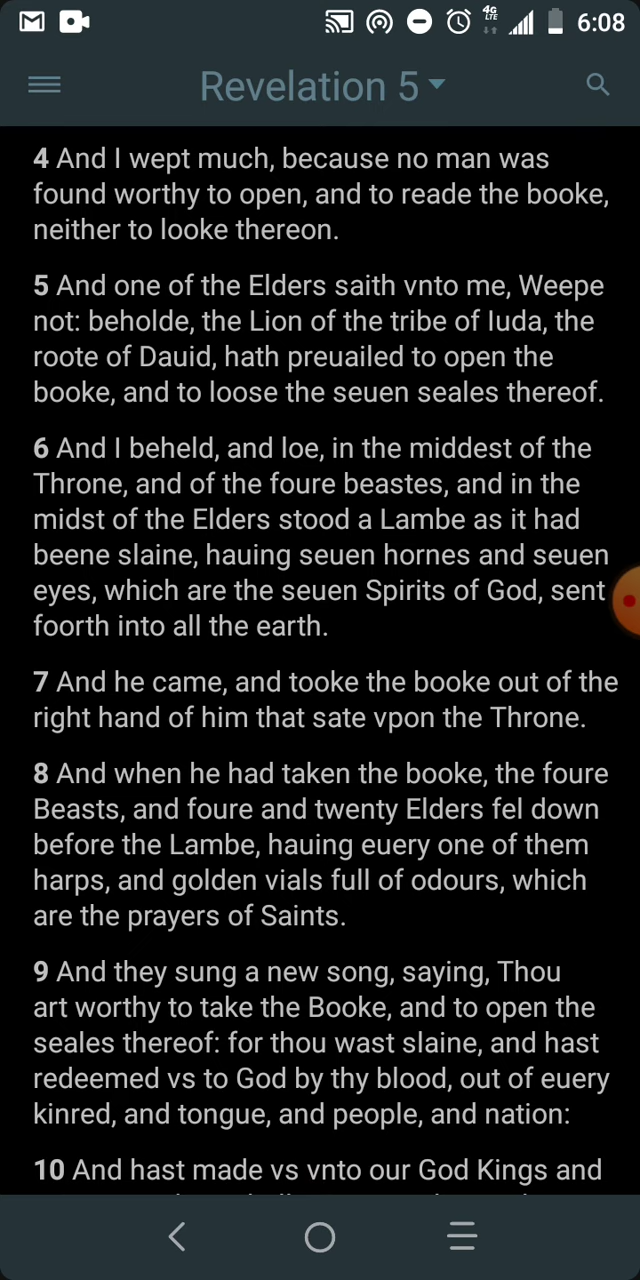 4G
LTE
6:08
Revelation 5
4 And I wept much, because no man was
found worthy to open, and to reade the booke,
neither to looke thereon.
5 And one of the Elders saith vnto me, Weepe
not: beholde, the Lion of the tribe of Iuda, the
roote of Dauid, hath preuailed to open the
booke, and to loose the seuen seales thereof.
6 And I beheld, and loe, in the middest of the
Throne, and of the foure beastes, and in the
midst of the Elders stood a Lambe as it had
beene slaine, hauing seuen hornes and seuen
eyes, which are the seuen Spirits of God, sent
foorth into all the earth.
7 And he came, and tooke the booke out of the
right hand of him that sate vpon the Throne.
8 And when he had taken the booke, the foure
Beasts, and foure and twenty Elders fel down
before the Lambe, hauing euery one of them
harps, and golden vials full of odours, which
are the prayers of Saints.
9 And they sung a new song, saying, Thou
art worthy to take the Booke, and to open the
seales thereof: for thou wast slaine, and hast
redeemed vs to God by thy blood, out of euery
kinred, and tongue, and people, and nation:
10 And hast made vs vnto our God Kings and